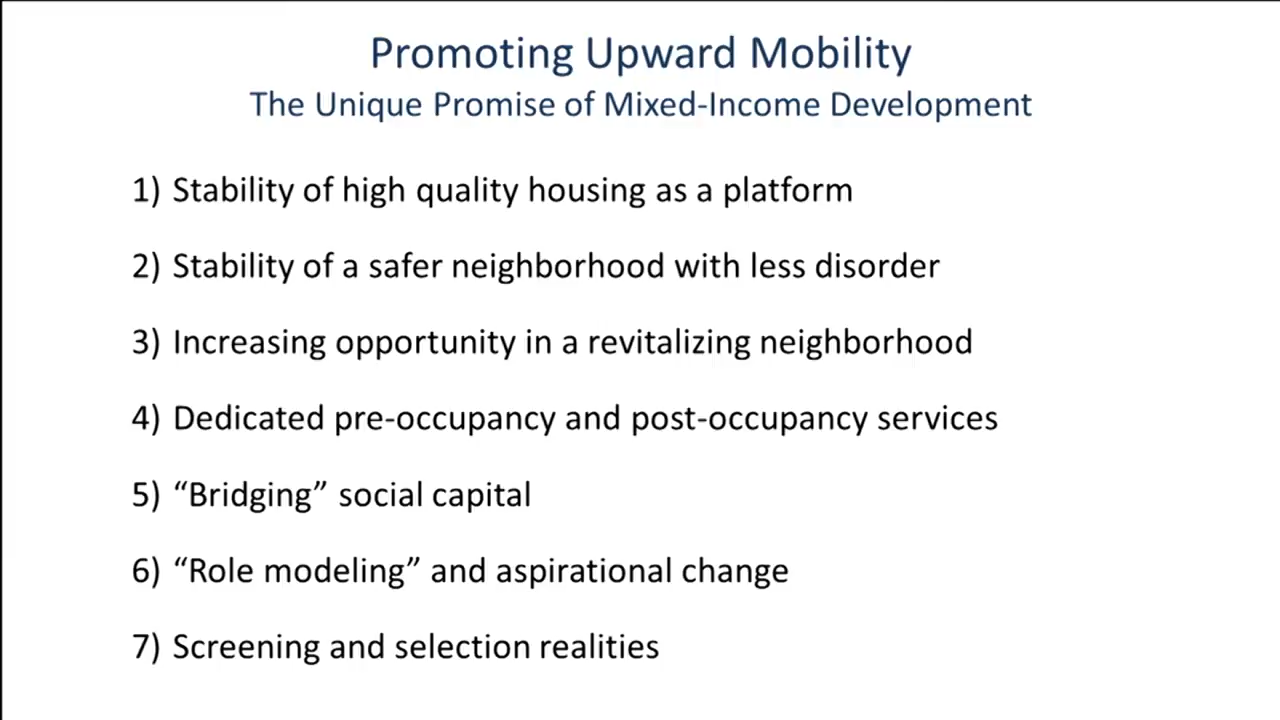 Promoting Upward Mobility
The Unique Promise of Mixed-Income Development
1) Stability of high quality housing as a platform
2) Stability of a safer neighborhood with less disorder
3) Increasing opportunity in a revitalizing neighborhood
4) Dedicated pre-occupancy and post-occupancy services
5) “Bridging” social capital
6) “Role modeling” and aspirational change
7) Screening and selection realities